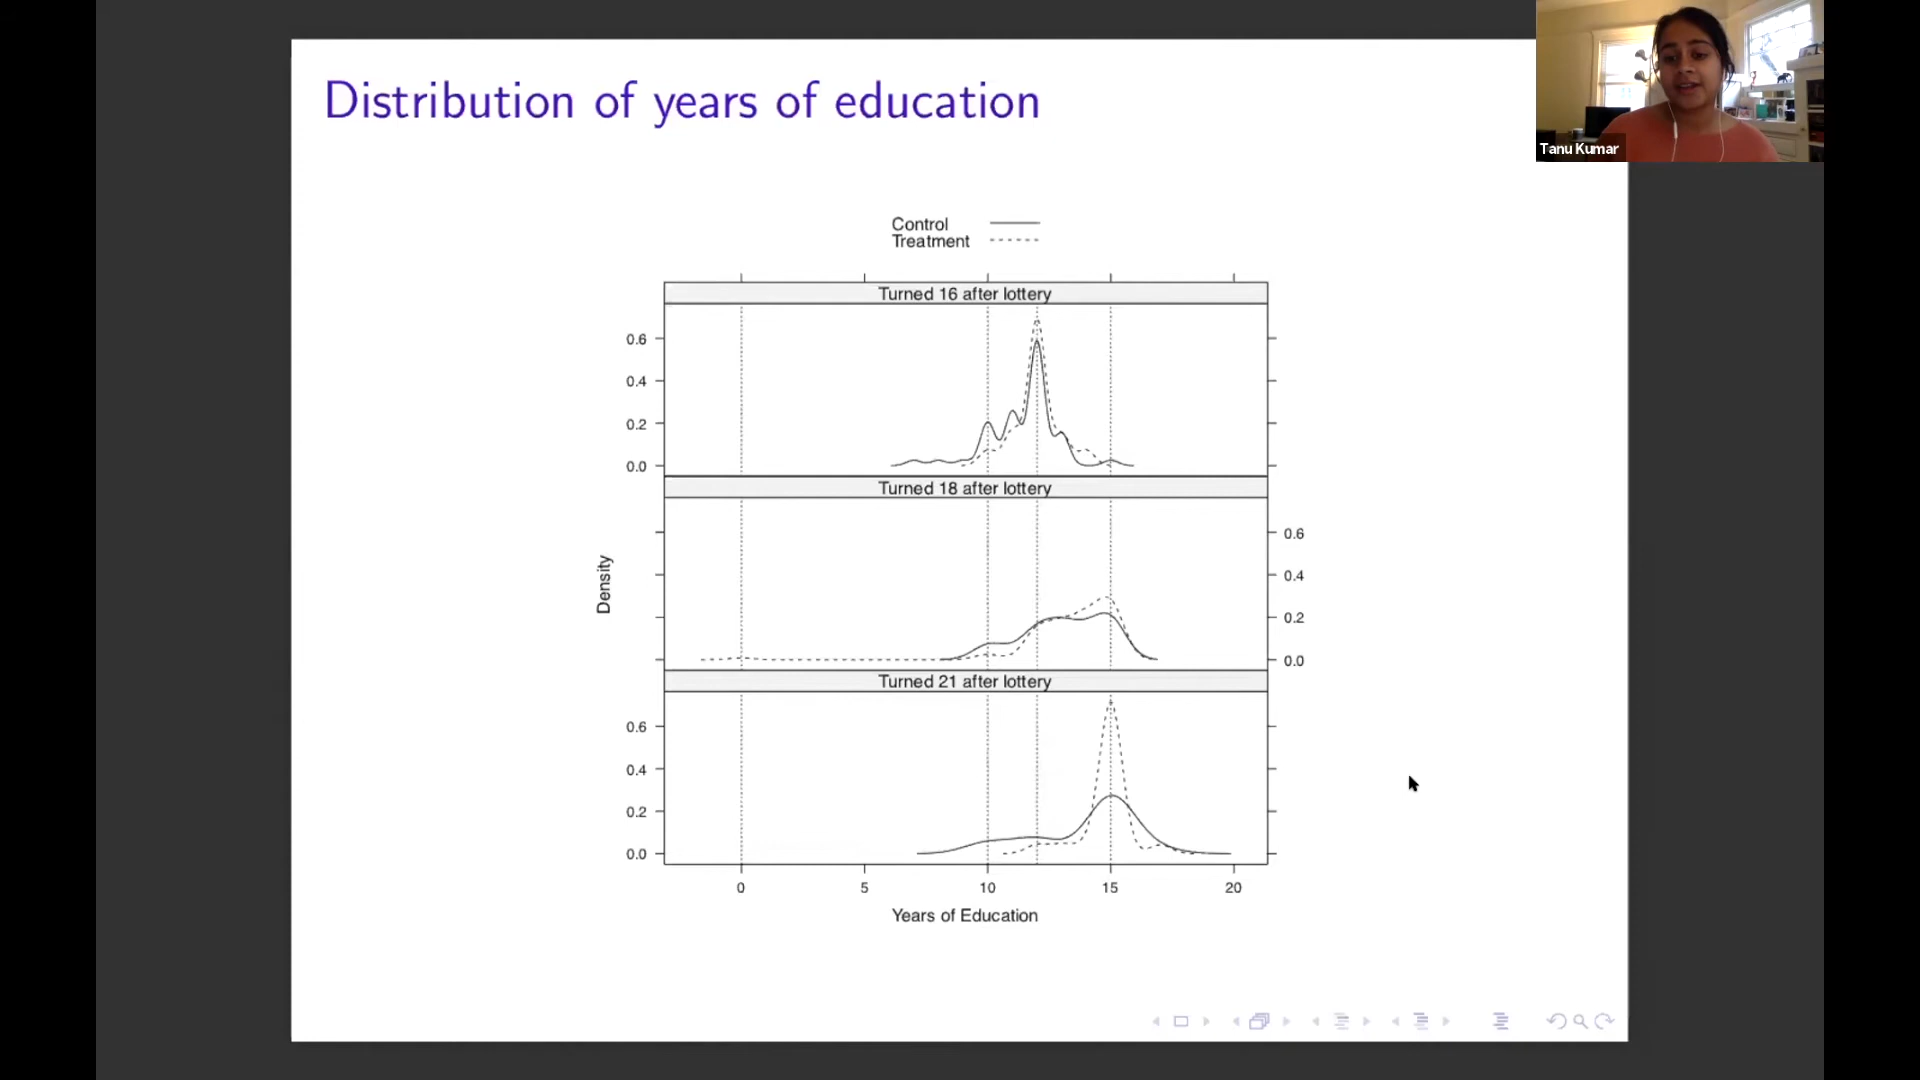 Distribution of years of education
Tanu Kumar
Control
Treatment
Turned 16 after lottery
0.6
0.4
0.2
0.0
Turned 18 after lottery
0.6
0.4
0.2
0.0
Density
Turned 21 after lottery
0.6
0.4
0.2
0.0
0 5 10 15 20
Years of Education